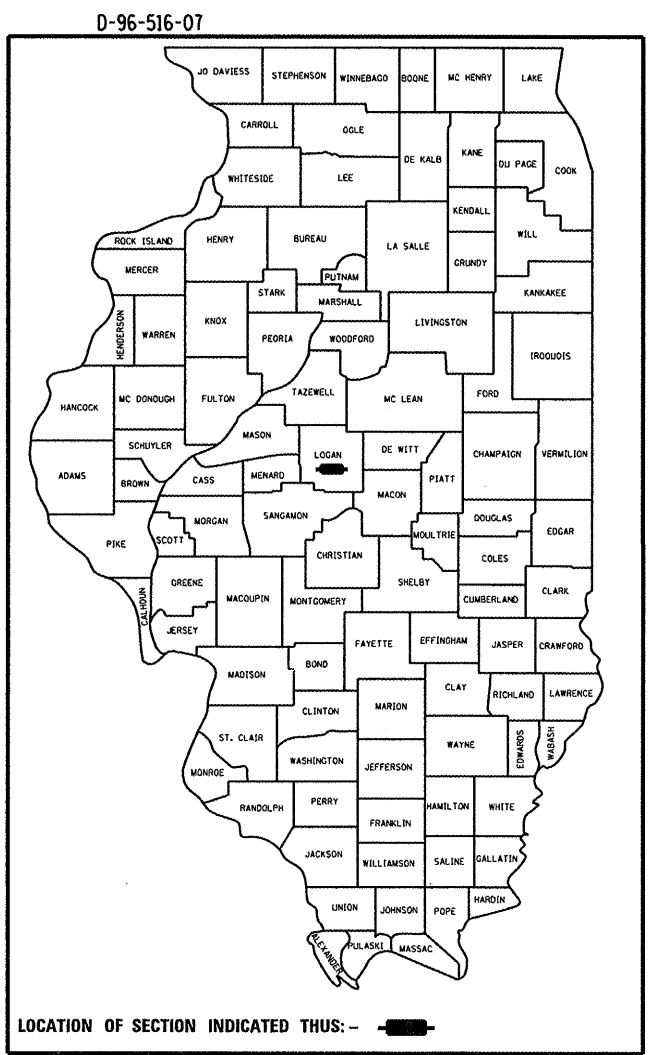 D-96-516-07
JO DAVIESS
STEPHENSON
WINNEBAGO
BOONE
MC HENRY
LAKE
CARROLL
OGLE
DE KALB
KANE
DU PAGE
COOK
WHITESIDE
LEE
KENDALL
WILL
ROCK ISLAND
HENRY
BUREAU
LA SALLE
GRUNDY
MERCER
PUTNAM
STARK
MARSHALL
KANKAKEE
HENDERSON
WARREN
KNOX
PEORIA
WOODFORD
LIVINGSTON
IROQUOIS
HANCOCK
MC DONOUGH
FULTON
TAZEWELL
MC LEAN
FORD
SCHUYLER
MASON
LOGAN
DE WITT
CHAMPAIGN
VERMILION
ADAMS
BROWN
CASS
MENARD
PIATT
MACON
PIKE
SCOTT
MORGAN
SANGAMON
CHRISTIAN
MOULTRIE
DOUGLAS
EDGAR
COLES
CALHOUN
GREENE
MACOUPIN
MONTGOMERY
SHELBY
CUMBERLAND
CLARK
JERSEY
FAYETTE
EFFINGHAM
JASPER
CRAWFORD
MADISON
BOND
CLAY
RICHLAND
LAWRENCE
CLINTON
MARION
ST. CLAIR
WASHINGTON
WAYNE
EDWARDS
WABASH
MONROE
JEFFERSON
RANDOLPH
PERRY
HAMILTON
WHITE
FRANKLIN
JACKSON
WILLIAMSON
SALINE
GALLATIN
UNION
JOHNSON
POPE
HARDIN
ALEXANDER
PULASKI
MASSAC
LOCATION OF SECTION INDICATED THUS: -